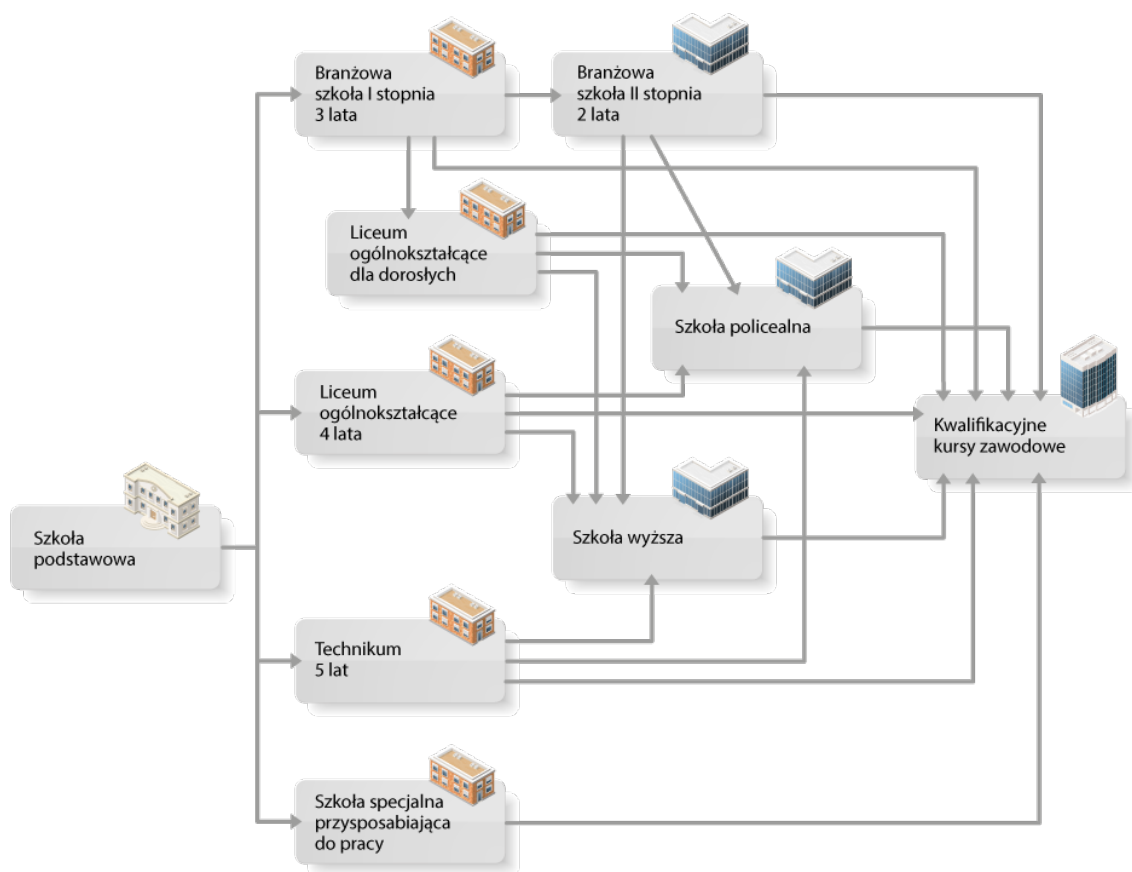 Branżowa
szkoła I stopnia
3 lata
Branżowa
szkoła II stopnia
2 lata
Liceum
ogólnokształcące
dla dorosłych
Szkoła policealna
Liceum
ogólnokształcące
4 lata
Kwalifikacyjne
kursy zawodowe
Szkoła
podstawowa
Szkoła wyższa
Technikum
5 lat
Szkoła specjalna
przysposabiająca
do pracy